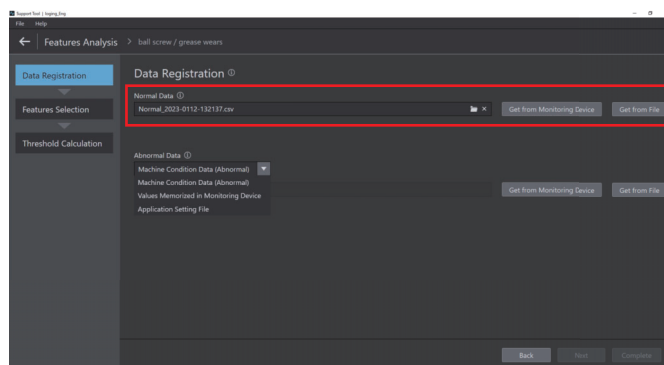 Support Tool | loging_Eng
File Help
← Features Analysis > ball screw / grease wears
Data Registration
Features Selection
Threshold Calculation
Data Registration ⓘ
Normal Data ⓘ
Normal_2023-0112-132137.csv × Get from Monitoring Device Get from File
Abnormal Data ⓘ
Machine Condition Data (Abnormal)
Machine Condition Data (Abnormal)
Values Memorized in Monitoring Device Get from Monitoring Device Get from File
Application Setting File
Back Next Complete